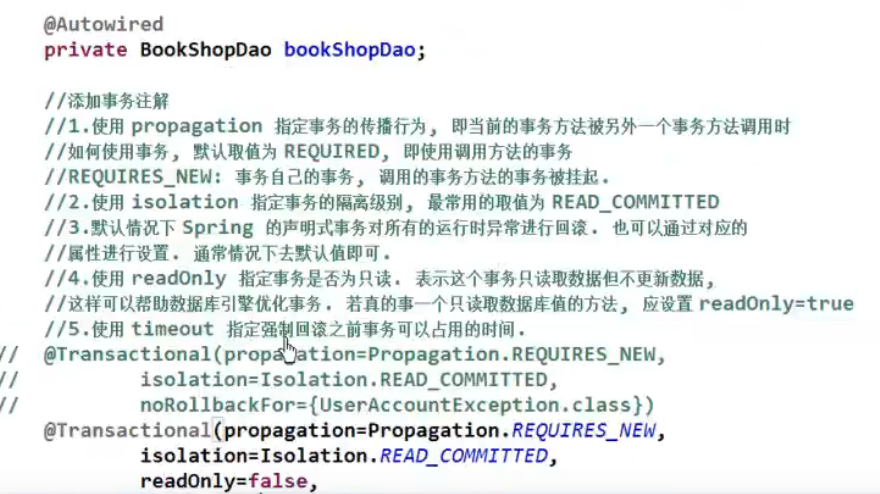 @Autowired
private BookShopDao bookShopDao;
//添加事务注解
//1.使用 propagation 指定事务的传播行为, 即当前的事务方法被另外一个事务方法调用时
//如何使用事务, 默认取值为 REQUIRED, 即使用调用方法的事务
//REQUIRES_NEW: 事务自己的事务, 调用的事务方法的事务被挂起.
//2.使用 isolation 指定事务的隔离级别, 最常用的取值为 READ_COMMITTED
//3.默认情况下 Spring 的声明式事务对所有的运行时异常进行回滚. 也可以通过对应的
//属性进行设置. 通常情况下去默认值即可.
//4.使用 readOnly 指定事务是否为只读. 表示这个事务只读取数据但不更新数据,
//这样可以帮助数据库引擎优化事务. 若真的事一个只读取数据库值的方法, 应设置 readOnly=true
//5.使用 timeout 指定强制回滚之前事务可以占用的时间.
// @Transactional(propagation=Propagation.REQUIRES_NEW,
// isolation=Isolation.READ_COMMITTED,
// noRollbackFor={UserAccountException.class})
@Transactional(propagation=Propagation.REQUIRES_NEW,
isolation=Isolation.READ_COMMITTED,
readOnly=false,